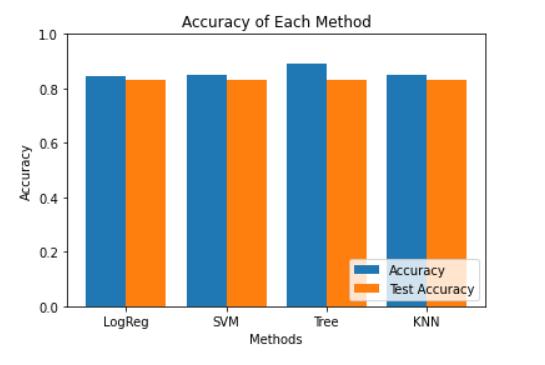 Accuracy of Each Method
1.0
0.8
0.6
0.4
0.2
0.0
Accuracy
Accuracy
Test Accuracy
LogReg SVM Tree KNN
Methods